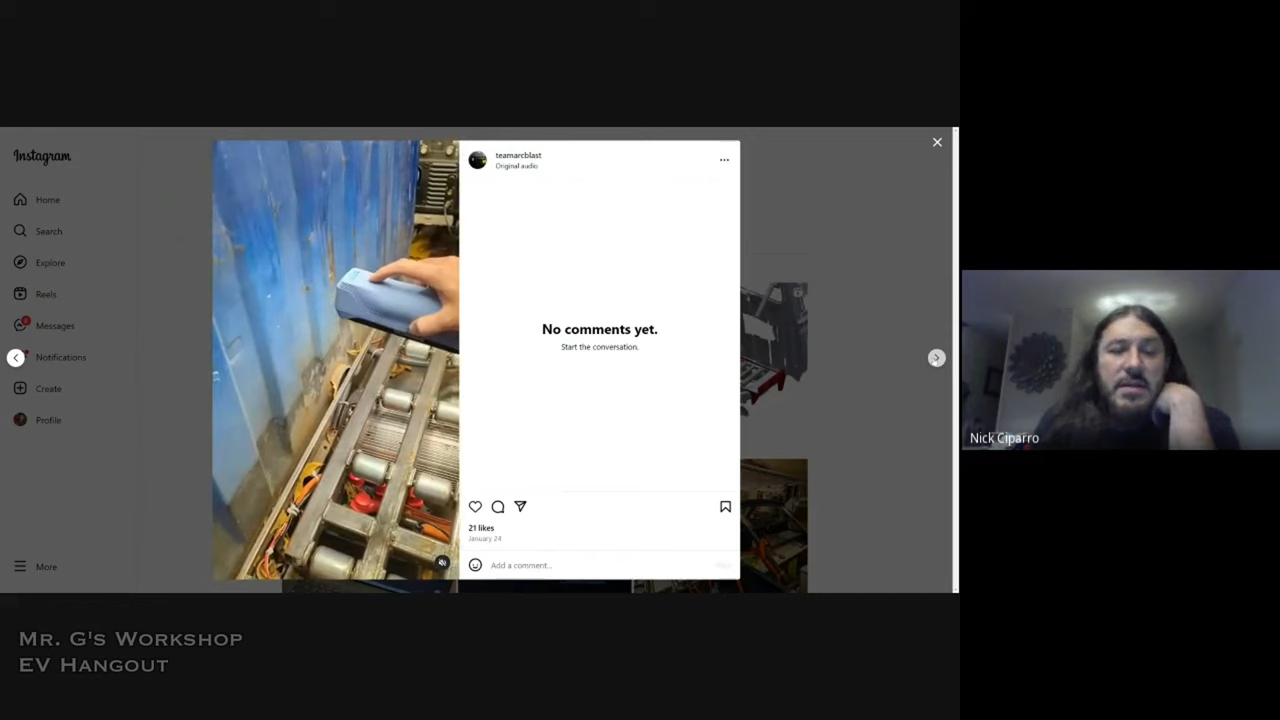 Instagram
Home
Search
Explore
Reels
Messages
Notifications
Create
Profile
More
teamarcblast
Original audio
No comments yet.
Start the conversation.
21 likes
January 24
Add a comment...
Nick Ciparro
Mr. G's Workshop
EV Hangout